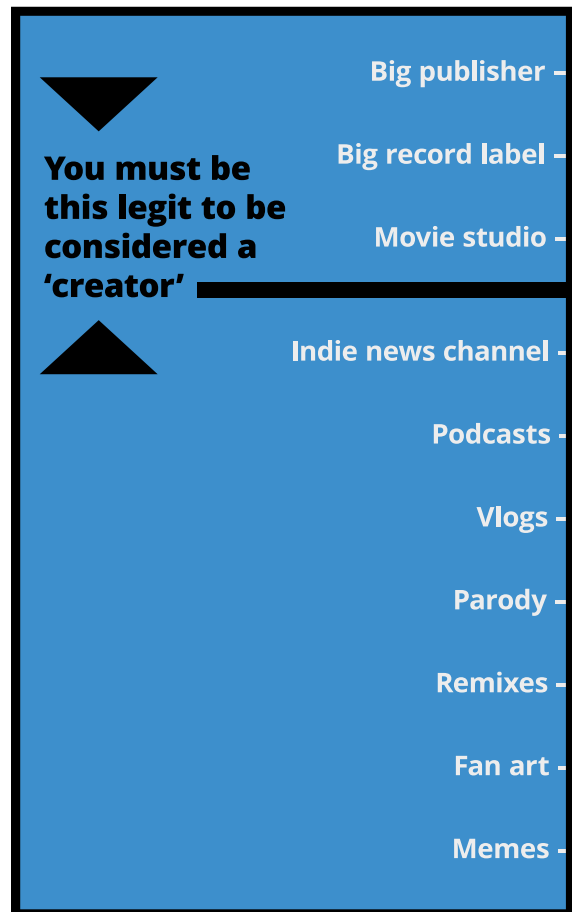 Big publisher
Big record label
Movie studio
You must be
this legit to be
considered a
‘creator’
Indie news channel
Podcasts
Vlogs
Parody
Remixes
Fan art
Memes